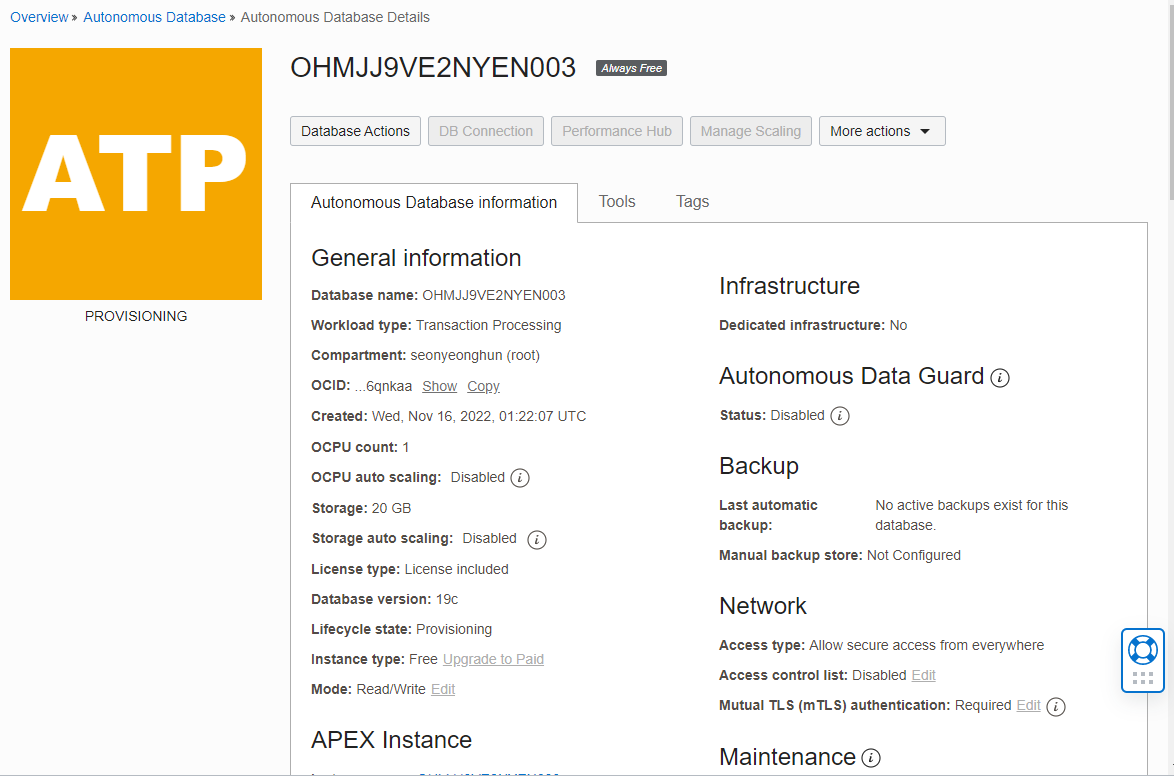 Overview » Autonomous Database » Autonomous Database Details
ATP
PROVISIONING
OHMJJ9VE2NYEN003 Always Free
Database Actions DB Connection Performance Hub Manage Scaling More actions
Autonomous Database information Tools Tags
General information
Database name: OHMJJ9VE2NYEN003
Workload type: Transaction Processing
Compartment: seonyeonghun (root)
OCID: ...6qnkaa Show Copy
Created: Wed, Nov 16, 2022, 01:22:07 UTC
OCPU count: 1
OCPU auto scaling: Disabled
Storage: 20 GB
Storage auto scaling: Disabled
License type: License included
Database version: 19c
Lifecycle state: Provisioning
Instance type: Free Upgrade to Paid
Mode: Read/Write Edit
APEX Instance
Infrastructure
Dedicated infrastructure: No
Autonomous Data Guard
Status: Disabled
Backup
Last automatic backup: No active backups exist for this database.
Manual backup store: Not Configured
Network
Access type: Allow secure access from everywhere
Access control list: Disabled Edit
Mutual TLS (mTLS) authentication: Required Edit
Maintenance